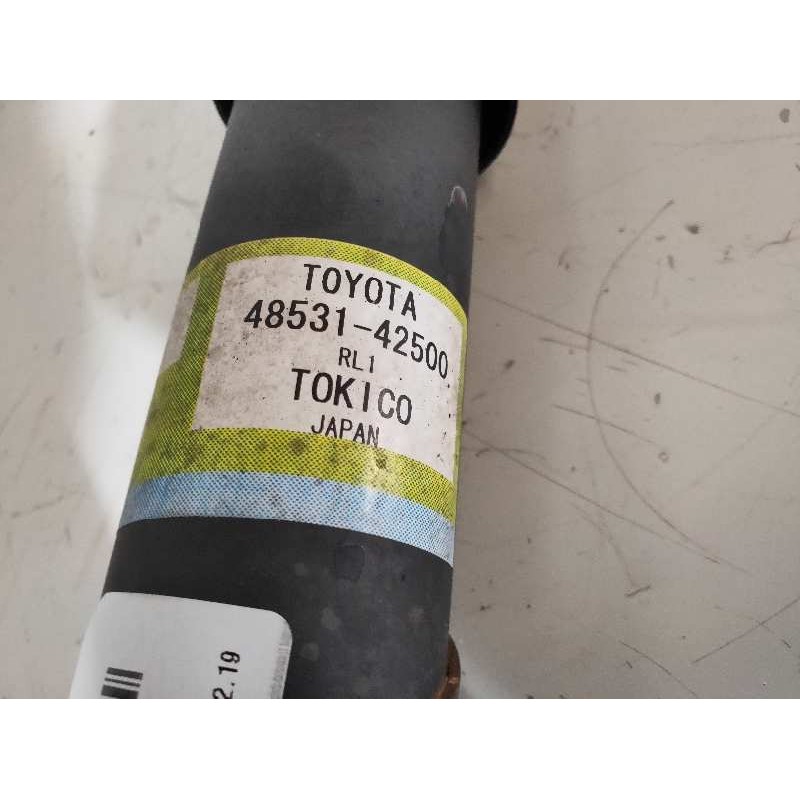 TOYOTA
48531-42500
RL1
TOKICO
JAPAN
2.19